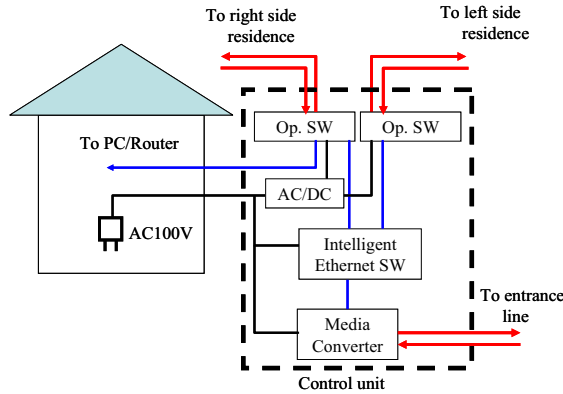 To right side
residence
To left side
residence
Op. SW
Op. SW
To PC/Router
AC/DC
AC100V
Intelligent
Ethernet SW
To entrance
line
Media
Converter
Control unit